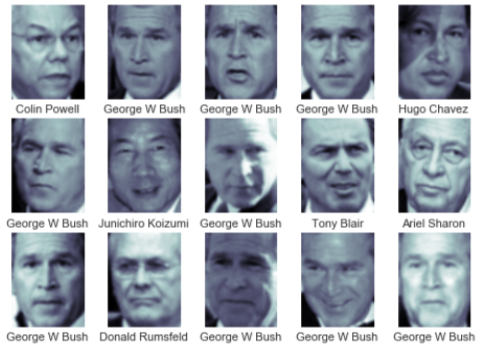 Colin Powell George W Bush George W Bush George W Bush Hugo Chavez
George W Bush Junichiro Koizumi George W Bush Tony Blair Ariel Sharon
George W Bush Donald Rumsfeld George W Bush George W Bush George W Bush